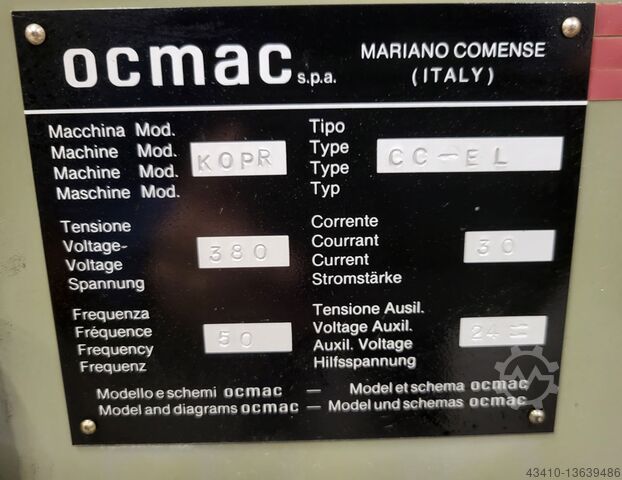 ocmac s.p.a. MARIANO COMENSE
(ITALY)
Macchina Mod.
Machine Mod.
Machine Mod.
Maschine Mod.
KOPR
Tipo
Type
Type
Typ
CC-EL
Tensione
Voltage-
Voltage
Spannung
380
Corrente
Courrant
Current
Stromstärke
30
Frequenza
Fréquence
Frequency
Frequenz
50
Tensione Ausil.
Voltage Auxil.
Auxil. Voltage
Hilfsspannung
24 =
Modello e schemi ocmac — Model et schema ocmac
Model and diagrams ocmac — Model und schemas ocmac
43410-13639486